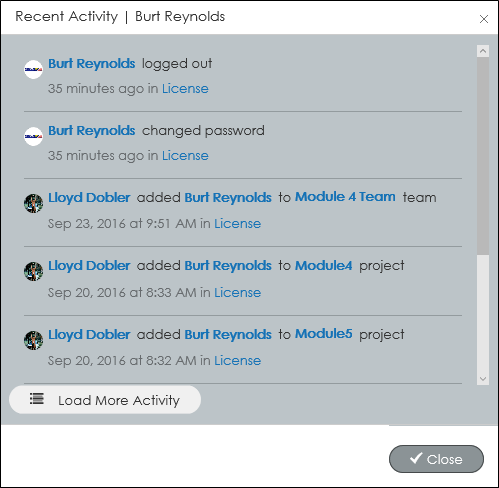 Recent Activity | Burt Reynolds
Burt Reynolds logged out
35 minutes ago in License
Burt Reynolds changed password
35 minutes ago in License
Lloyd Dobler added Burt Reynolds to Module 4 Team team
Sep 23, 2016 at 9:51 AM in License
Lloyd Dobler added Burt Reynolds to Module4 project
Sep 20, 2016 at 8:33 AM in License
Lloyd Dobler added Burt Reynolds to Module5 project
Sep 20, 2016 at 8:32 AM in License
Load More Activity
Close